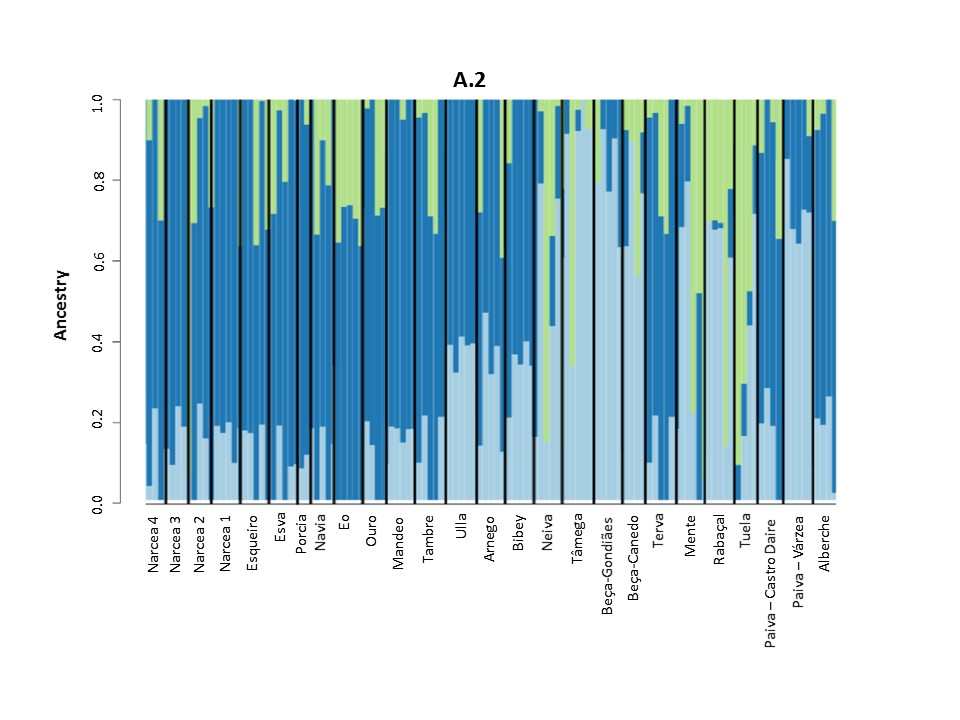 A.2
Ancestry
1.0
0.8
0.6
0.4
0.2
0.0
Narcea 4
Narcea 3
Narcea 2
Narcea 1
Esqueiro
Esva
Porcia
Navia
Eo
Ouro
Mandeo
Tambre
Ulla
Arnego
Bibey
Neiva
Tâmega
Beça-Gondiães
Beça-Canedo
Terva
Mente
Rabaçal
Tuela
Paiva – Castro Daire
Paiva – Várzea
Alberche